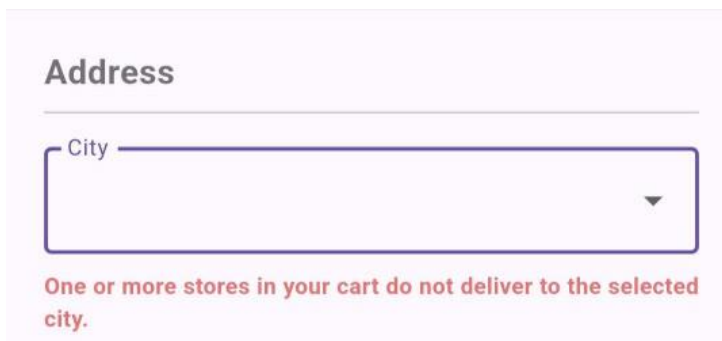 Address
City
One or more stores in your cart do not deliver to the selected
city.